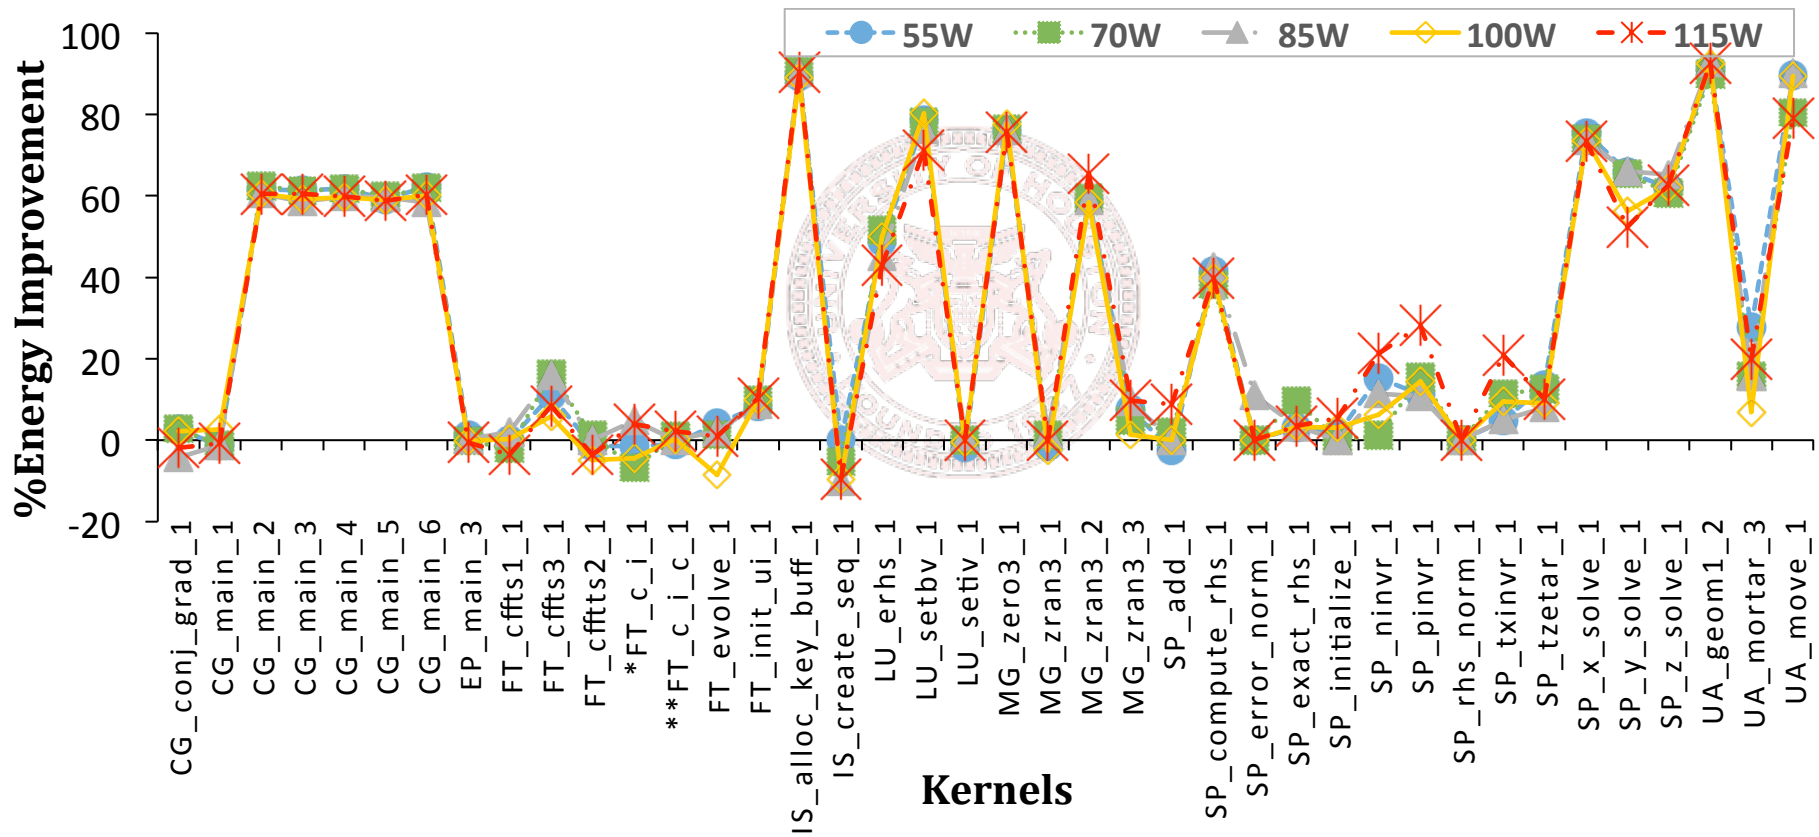 55W 70W 85W 100W 115W
%Energy Improvement
100
80
60
40
20
0
-20
CG_conj_grad_1
CG_main_1
CG_main_2
CG_main_3
CG_main_4
CG_main_5
CG_main_6
EP_main_3
FT_cffts1_1
FT_cffts3_1
FT_cfftts2_1
*FT_c_i_1
**FT_c_i_c_1
FT_evolve_1
FT_init_ui_1
IS_alloc_key_buff_1
IS_create_seq_1
LU_erhs_1
LU_setbv_1
LU_setiv_1
MG_zero3_1
MG_zran3_1
MG_zran3_2
MG_zran3_3
SP_add_1
SP_compute_rhs_1
SP_error_norm_1
SP_exact_rhs_1
SP_initialize_1
SP_ninvr_1
SP_pinvr_1
SP_rhs_norm_1
SP_txinvr_1
SP_tzetar_1
SP_x_solve_1
SP_y_solve_1
SP_z_solve_1
UA_geom1_2
UA_mortar_3
UA_move_1
Kernels